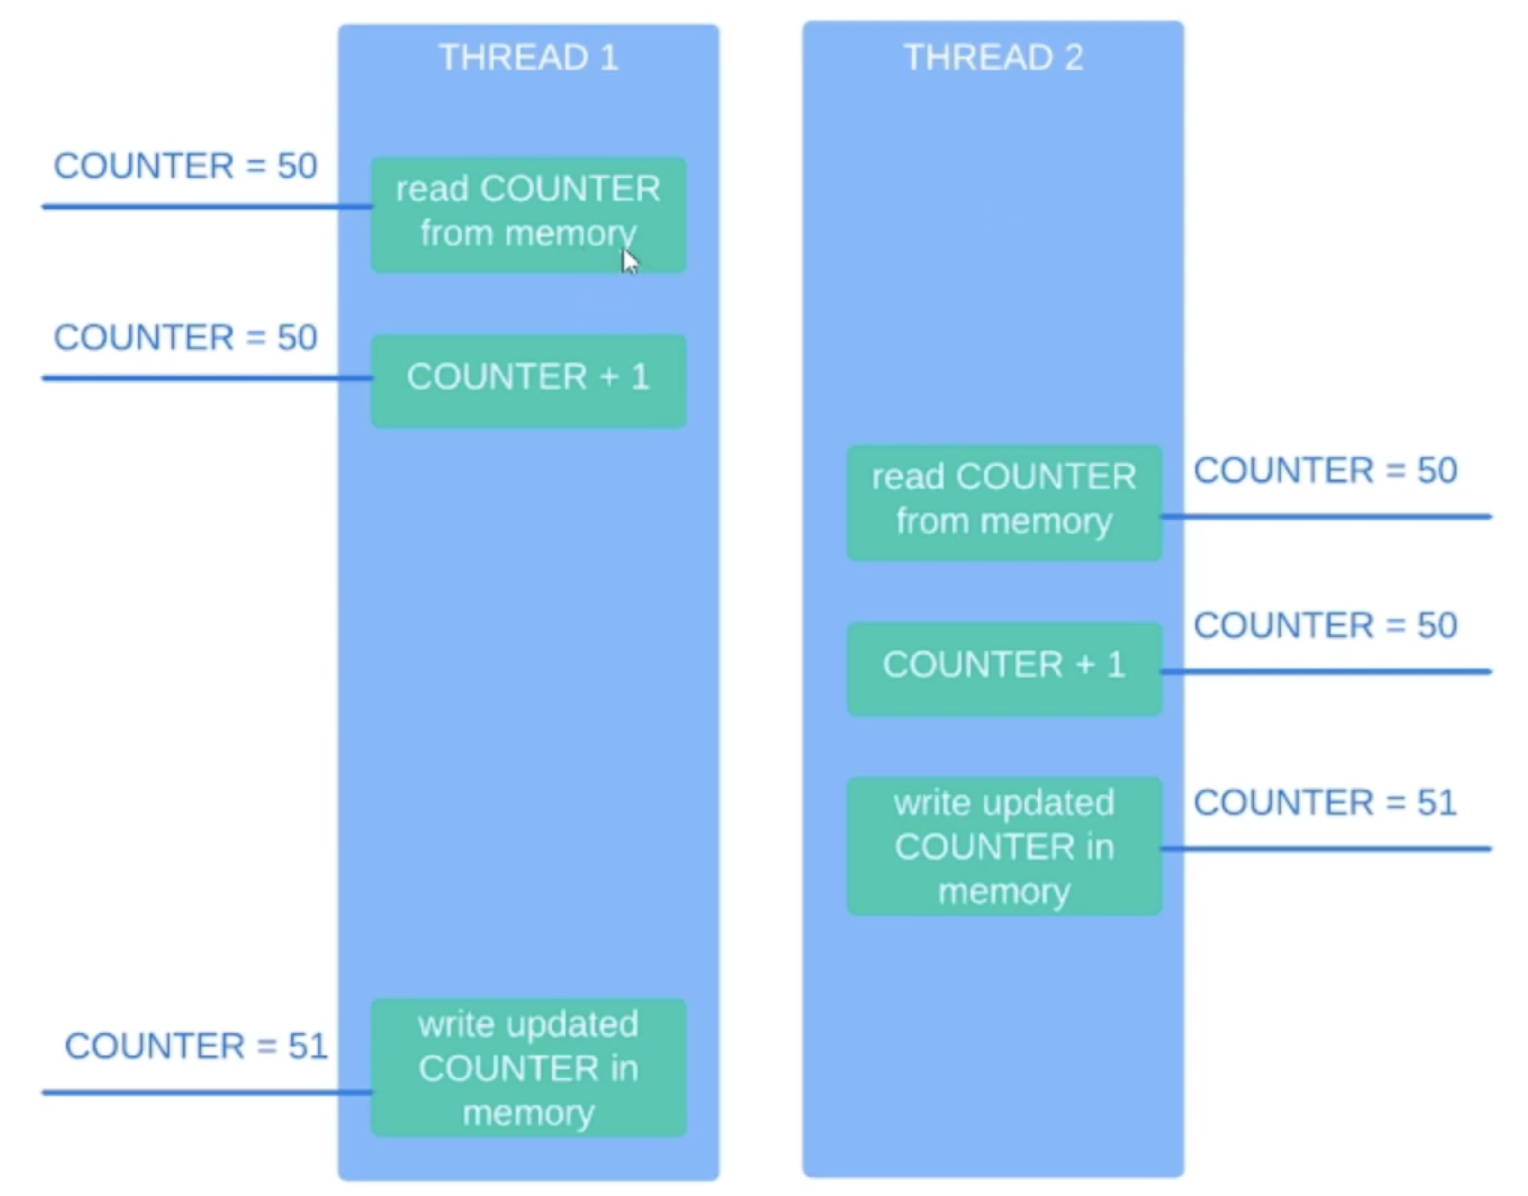 THREAD 1
COUNTER = 50
read COUNTER
from memory
COUNTER = 50
COUNTER + 1
COUNTER = 51
write updated
COUNTER in
memory
THREAD 2
read COUNTER
from memory
COUNTER = 50
COUNTER + 1
COUNTER = 50
write updated
COUNTER in
memory
COUNTER = 51